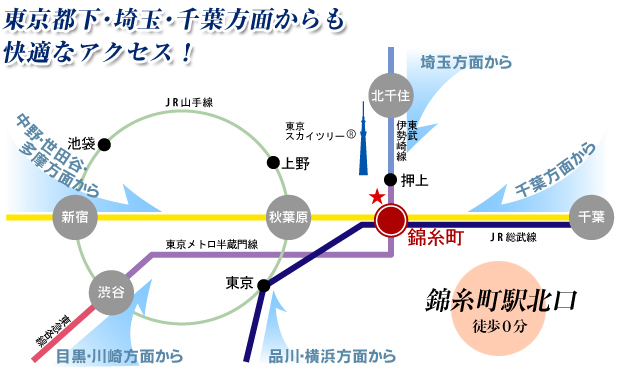 東京都下・埼玉・千葉方面からも
快適なアクセス！
埼玉方面から
北千住
JR山手線
東武
伊勢崎線
東京
スカイツリー®
中野・世田谷、
多摩方面から
池袋
上野
押上
千葉方面から
新宿
秋葉原
錦糸町
千葉
JR総武線
東京メトロ半蔵門線
渋谷
東京
東急各線
目黒・川崎方面から
品川・横浜方面から
錦糸町駅北口
徒歩0分